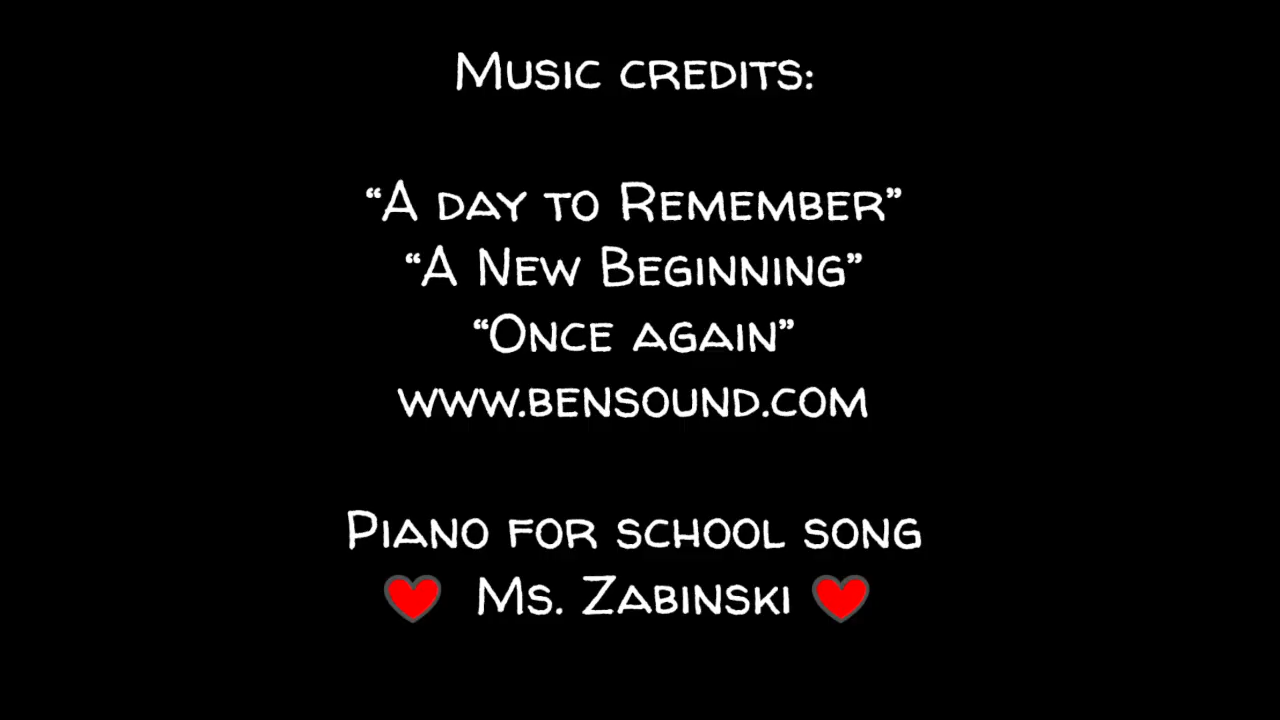 Music credits:
“A day to Remember”
“A New Beginning”
“Once again”
www.bensound.com
Piano for school song
❤ Ms. Zabinski ❤